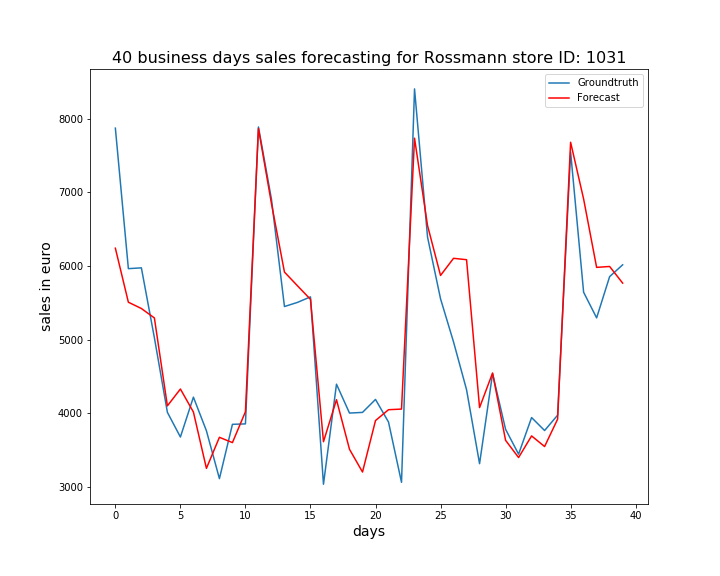 40 business days sales forecasting for Rossmann store ID: 1031
Groundtruth
Forecast
8000
7000
6000
5000
4000
3000
sales in euro
0 5 10 15 20 25 30 35 40
days